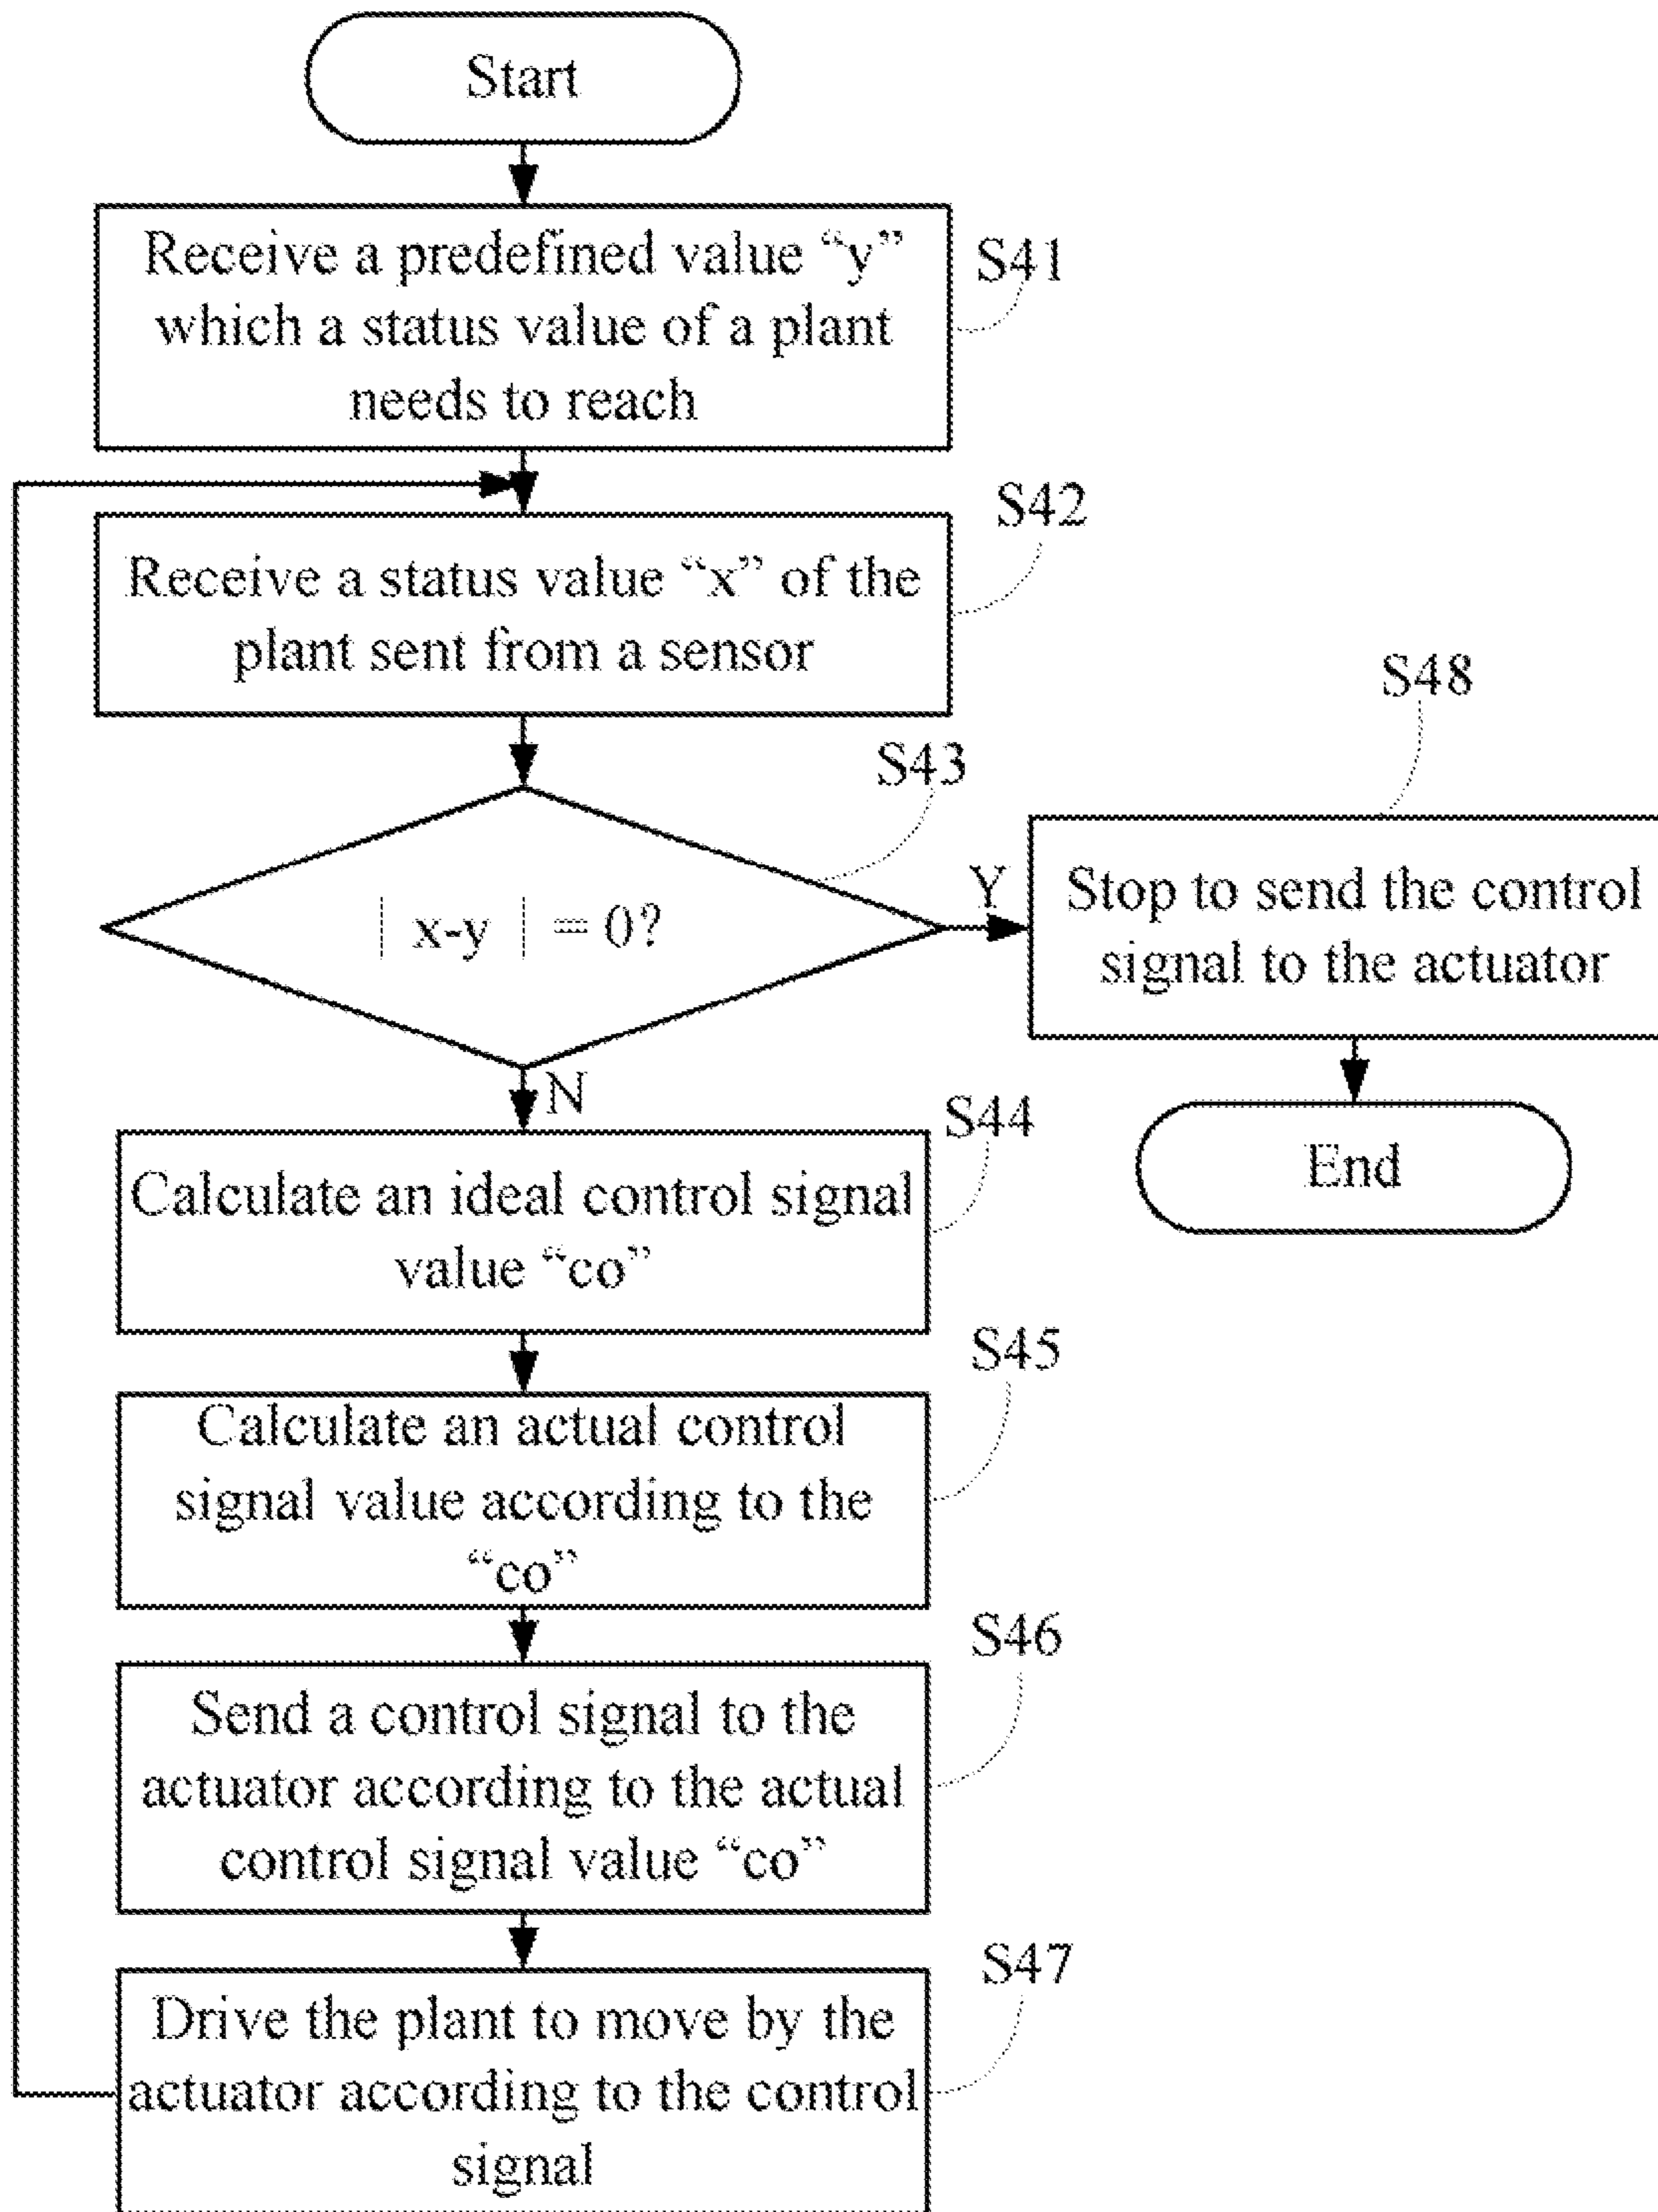 Start
Receive a predefined value “y”
which a status value of a plant
needs to reach
S41
Receive a status value “x” of the
plant sent from a sensor
S42
| x-y | = 0?
S43
Y
Stop to send the control
signal to the actuator
S48
End
N
Calculate an ideal control signal
value “co”
S44
Calculate an actual control
signal value according to the
“co”
S45
Send a control signal to the
actuator according to the actual
control signal value “co”
S46
Drive the plant to move by the
actuator according to the control
signal
S47